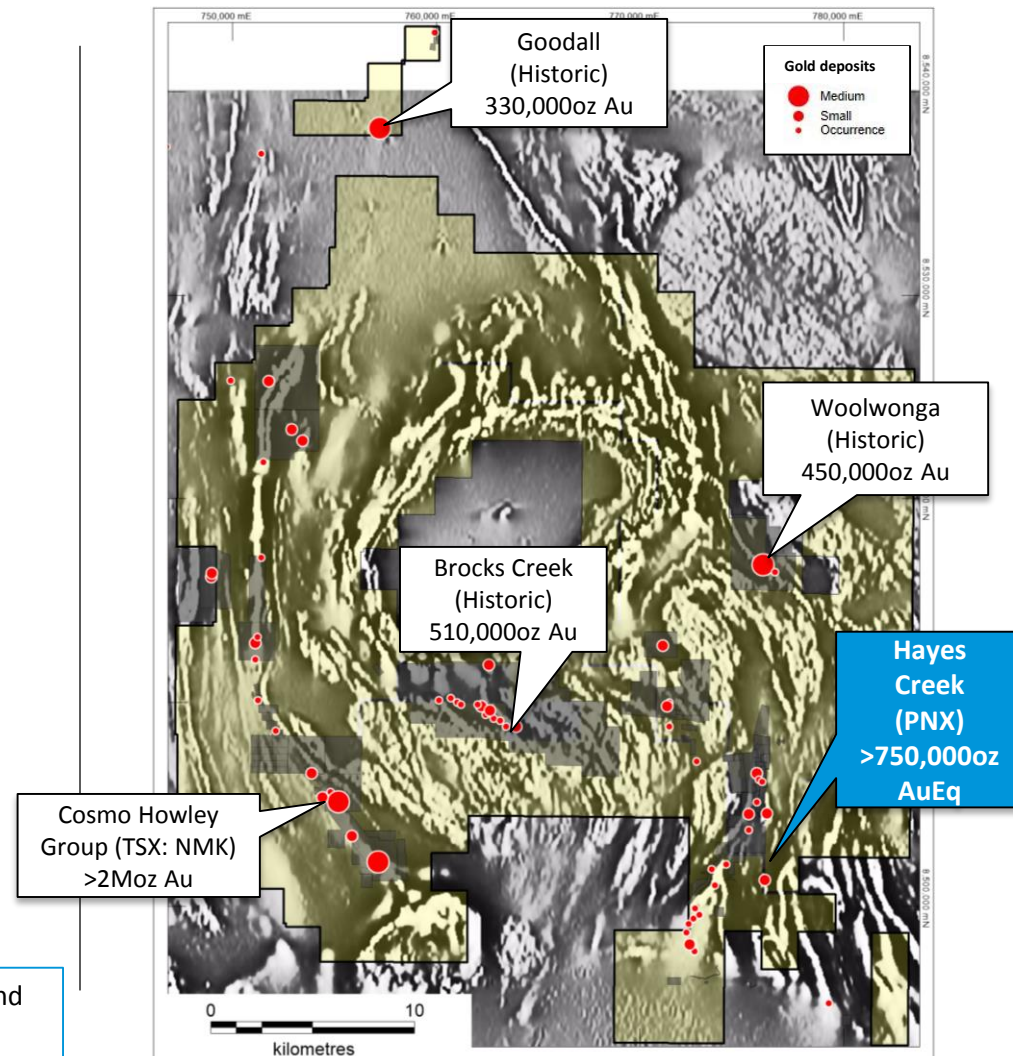 750,000 mE
760,000 mE
770,000 mE
780,000 mE
Goodall
(Historic)
330,000oz Au
Gold deposits
Medium
Small
Occurrence
8,540,000 mN
8,530,000 mN
Woolwonga
(Historic)
450,000oz Au
Brocks Creek
(Historic)
510,000oz Au
Hayes
Creek
(PNX)
>750,000oz
AuEq
Cosmo Howley
Group (TSX: NMK)
>2Moz Au
8,500,000 mN
0
10
kilometres